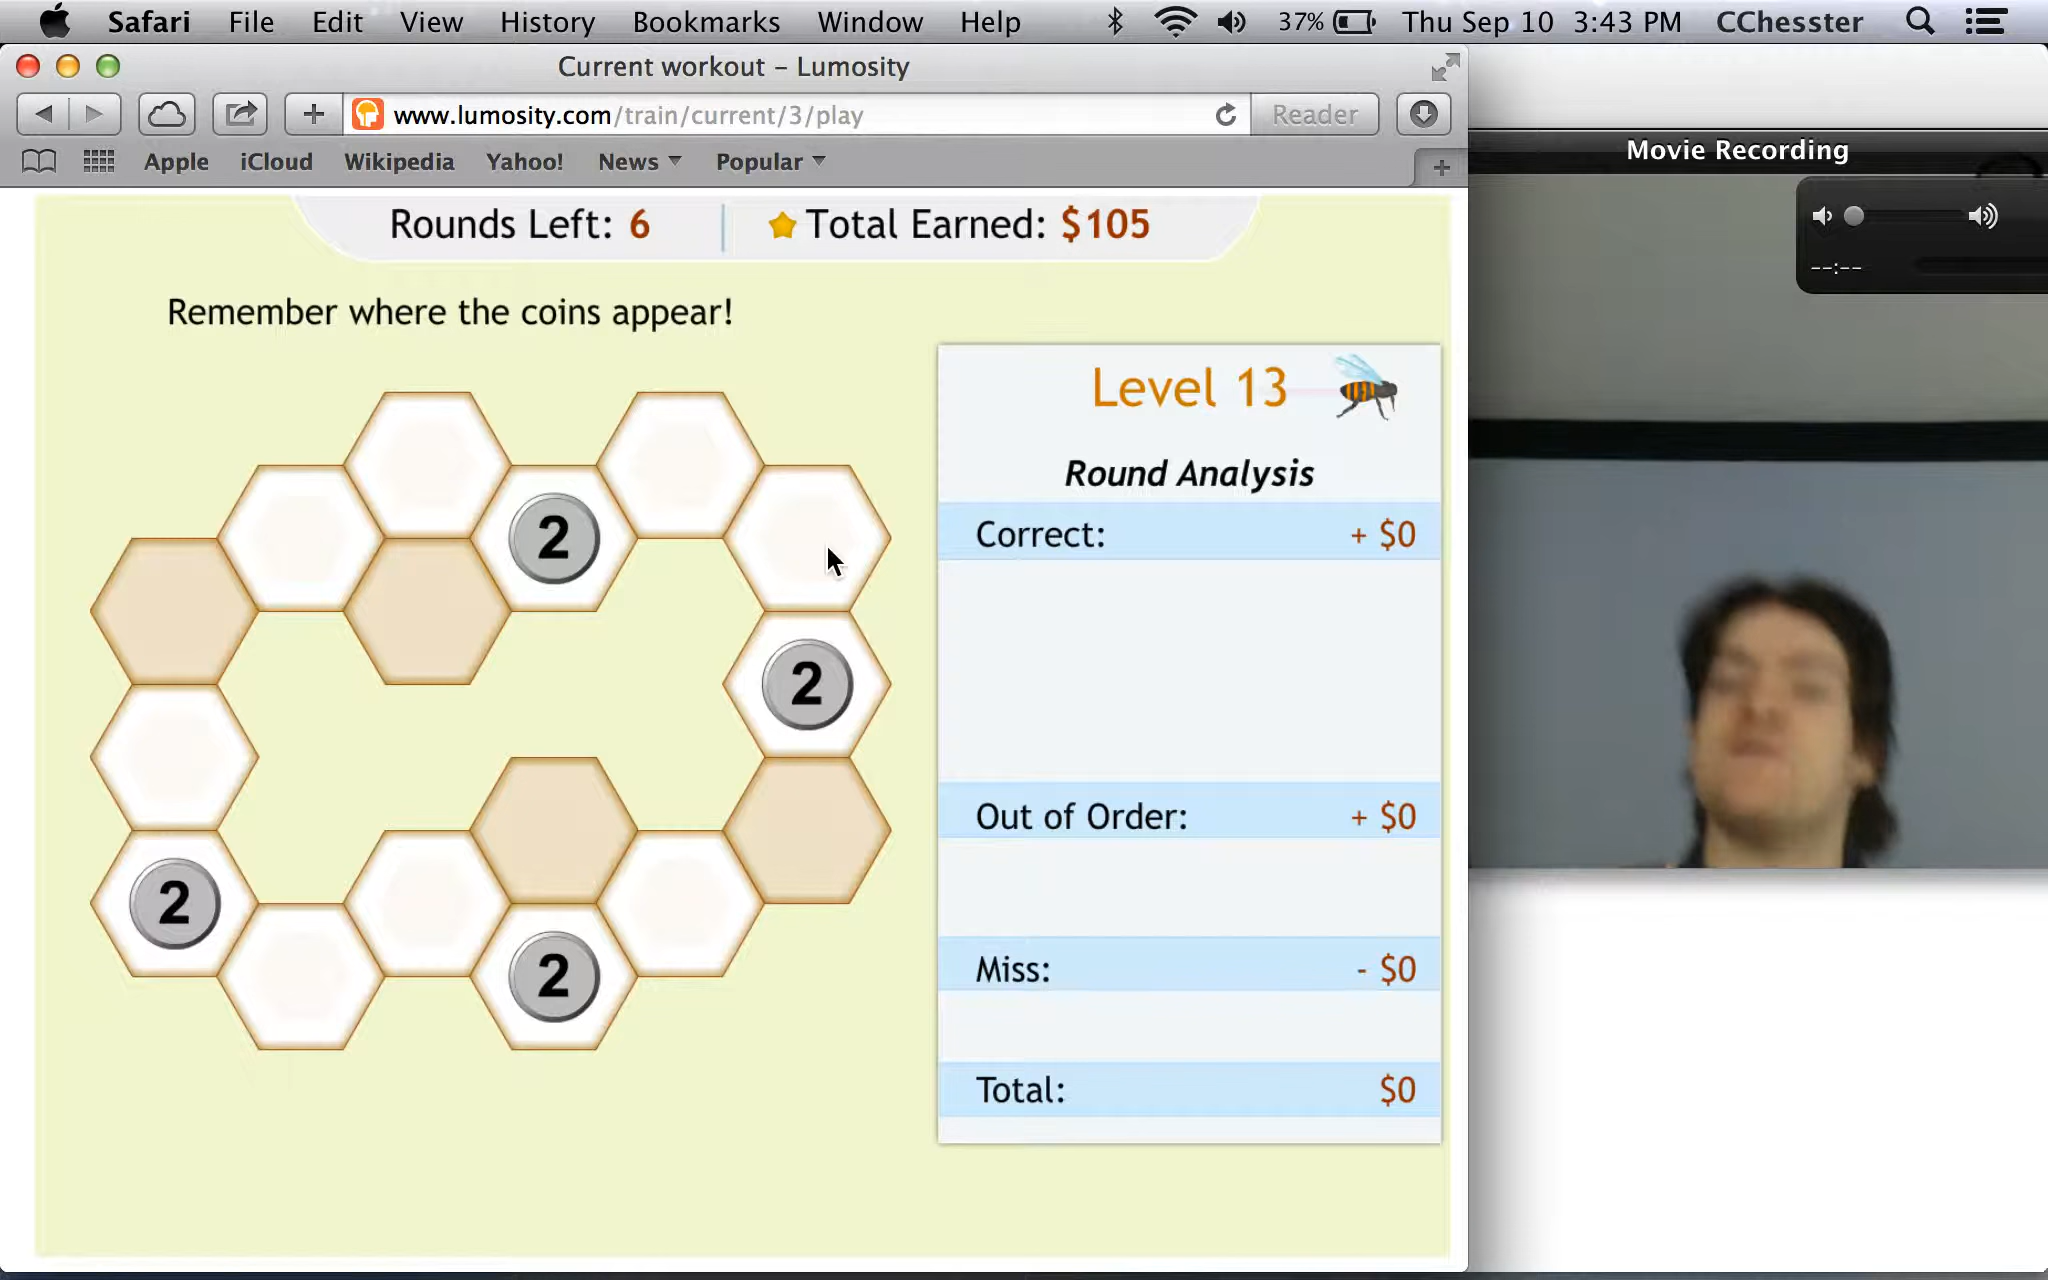 Safari File Edit View History Bookmarks Window Help 37% Thu Sep 10 3:43 PM CChesster
Current workout – Lumosity
www.lumosity.com/train/current/3/play
Reader
Apple iCloud Wikipedia Yahoo! News Popular
Movie Recording
--:--
Rounds Left: 6 Total Earned: $105
Remember where the coins appear!
2
2
2
2
Level 13
Round Analysis
Correct: + $0
Out of Order: + $0
Miss: - $0
Total: $0